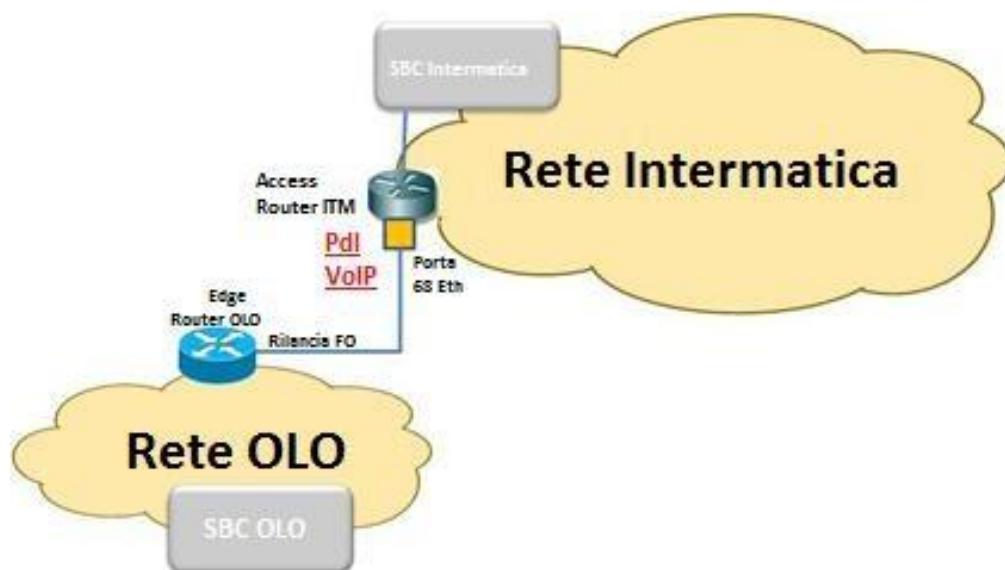 SBC Intermatica
Rete Intermatica
Access
Router ITM
PdI
VoIP
Porta
68 Eth
Edge
Router OLO
Rilancia FO
Rete OLO
SBC OLO